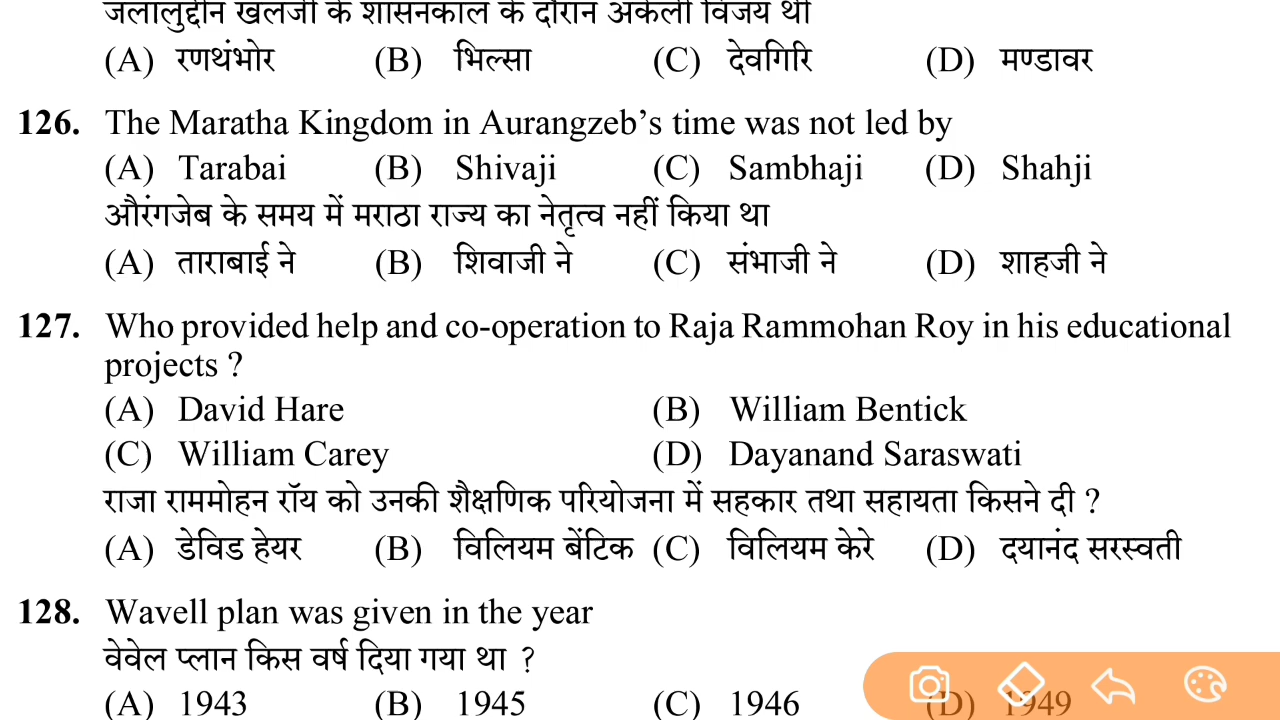 जलालुद्दीन खलजी के शासनकाल के दौरान अकेली विजय थी
(A) रणथंभोर (B) भिल्सा (C) देवगिरि (D) मण्डावर
126. The Maratha Kingdom in Aurangzeb’s time was not led by
(A) Tarabai (B) Shivaji (C) Sambhaji (D) Shahji
औरंगजेब के समय में मराठा राज्य का नेतृत्व नहीं किया था
(A) ताराबाई ने (B) शिवाजी ने (C) संभाजी ने (D) शाहजी ने
127. Who provided help and co-operation to Raja Rammohan Roy in his educational
projects ?
(A) David Hare (B) William Bentick
(C) William Carey (D) Dayanand Saraswati
राजा राममोहन रॉय को उनकी शैक्षणिक परियोजना में सहकार तथा सहायता किसने दी ?
(A) डेविड हेयर (B) विलियम बेंटिक (C) विलियम केरे (D) दयानंद सरस्वती
128. Wavell plan was given in the year
वेवेल प्लान किस वर्ष दिया गया था ?
(A) 1943 (B) 1945 (C) 1946 (D) 1949